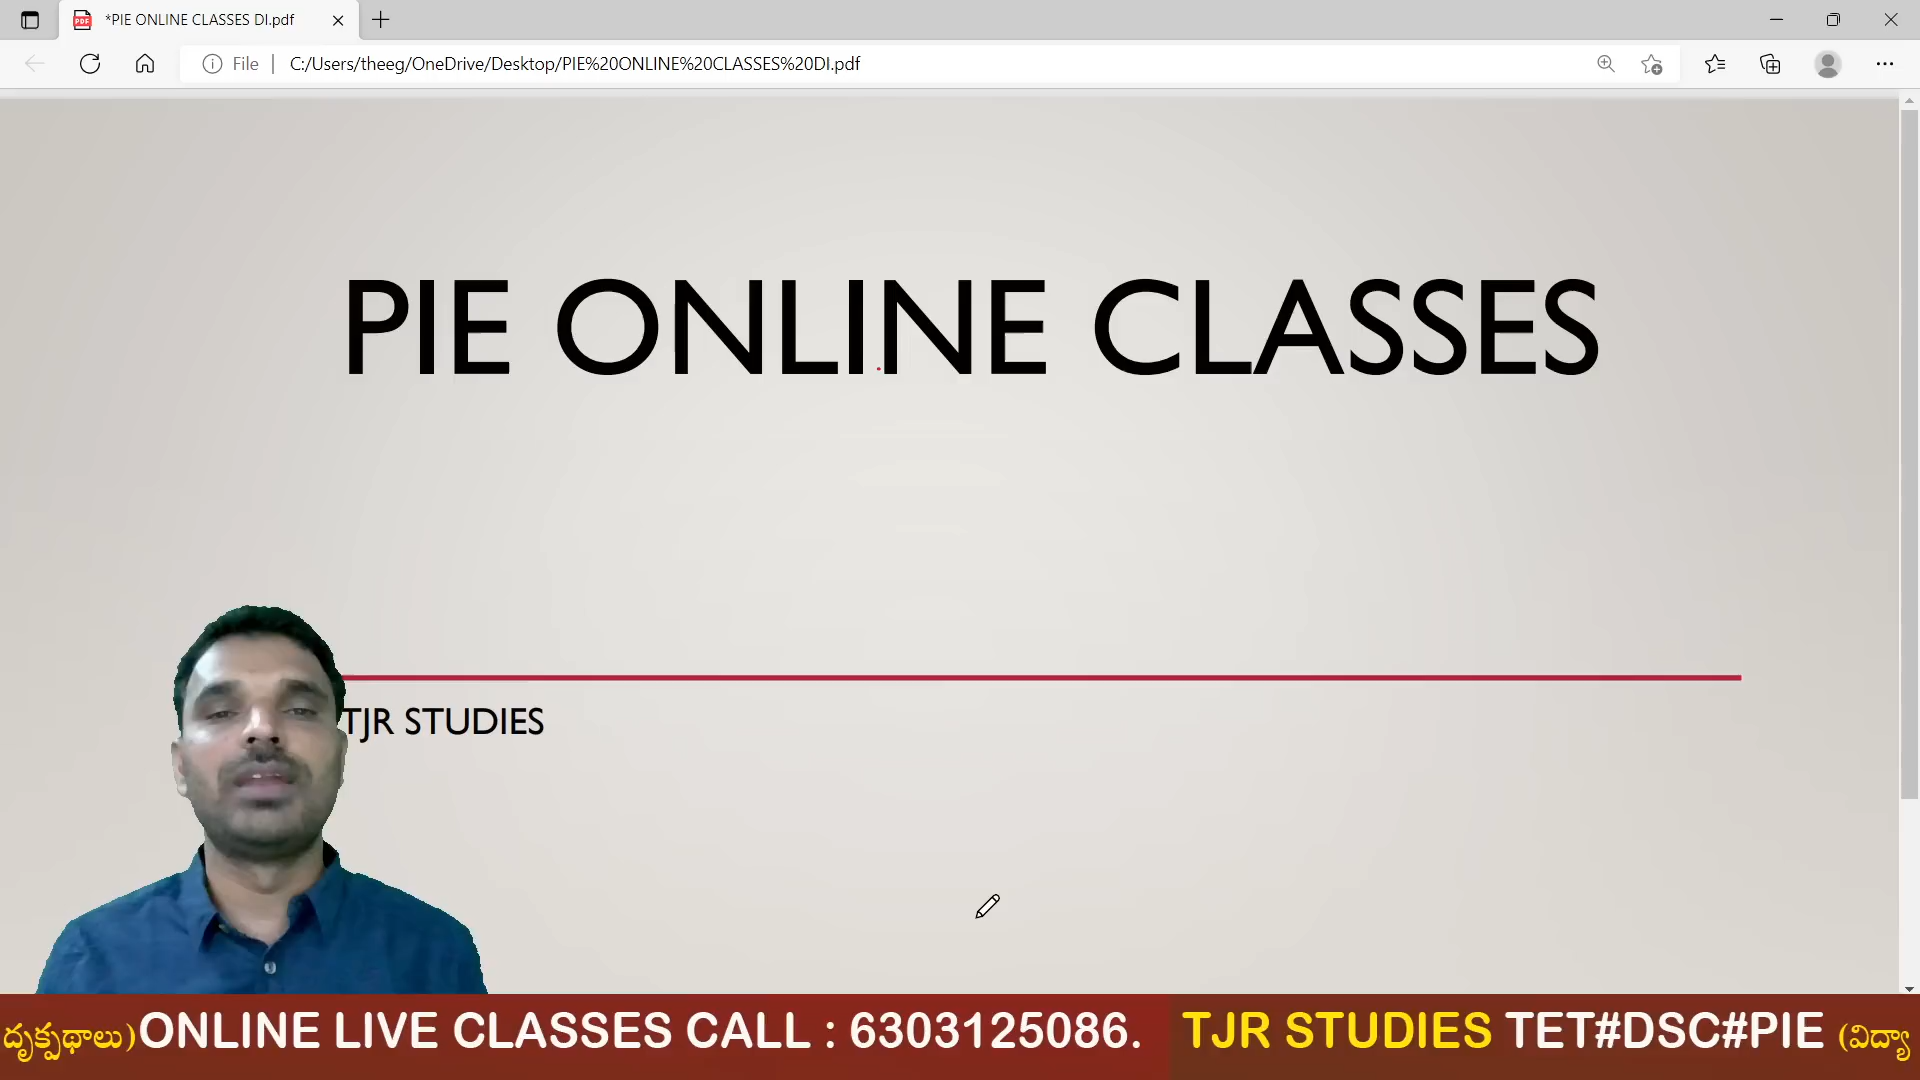 *PIE ONLINE CLASSES DI.pdf
File | C:/Users/theeg/OneDrive/Desktop/PIE%20ONLINE%20CLASSES%20DI.pdf
PIE ONLINE CLASSES
TJR STUDIES
దృక్పథాలు)ONLINE LIVE CLASSES CALL : 6303125086. TJR STUDIES TET#DSC#PIE (విద్యా